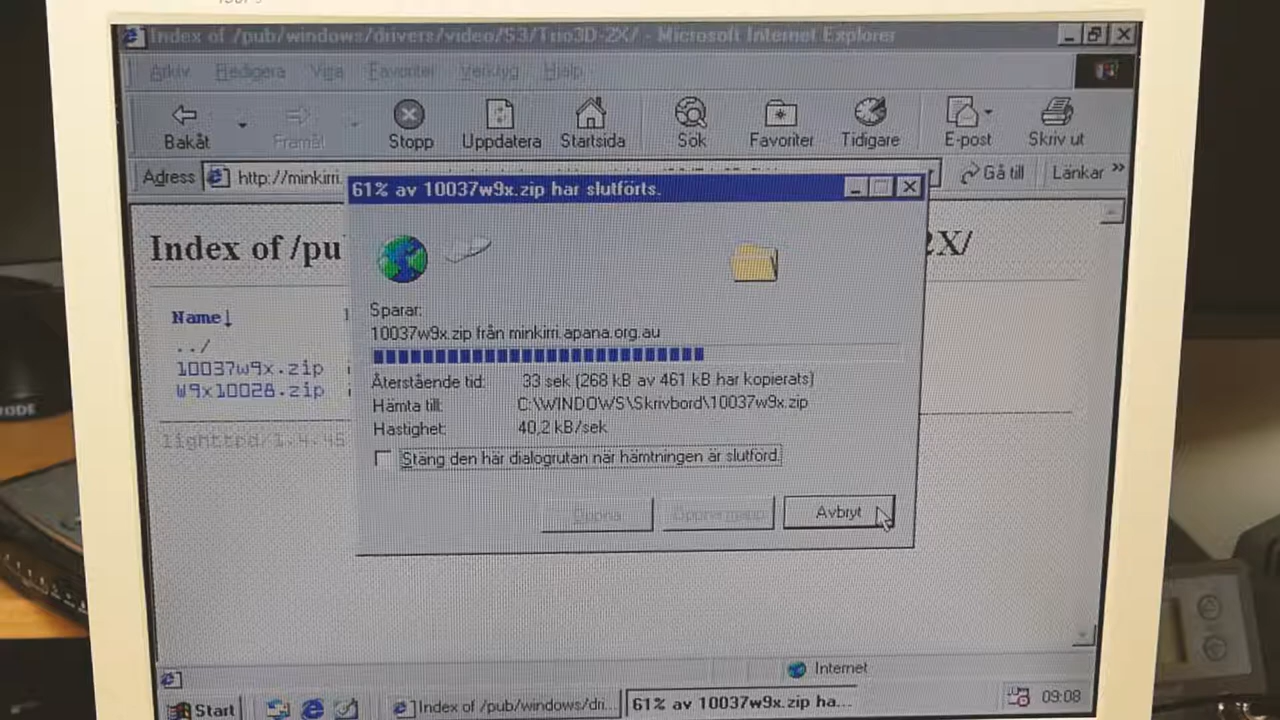 Index of /pub/windows/drivers/video/S3/Trio3D-2X/ - Microsoft Internet Explorer
Arkiv Redigera Visa Favoriter Verktyg Hjälp
Bakåt Framåt Stopp Uppdatera Startsida Sök Favoriter Tidigare E-post Skriv ut
Adress http://minkirri. Gå till Länkar »
61% av 10037w9x.zip har slutförts.
Index of /pu 2X/
Name↓
../
10037w9x.zip
W9x10028.zip
lighttpd/1.4.45
Sparar:
10037w9x.zip från minkirri.apana.org.au
Återstående tid: 33 sek (268 kB av 461 kB har kopierats)
Hämta till: C:\WINDOWS\Skrivbord\10037w9x.zip
Hastighet: 40,2 kB/sek
Stäng den här dialogrutan när hämtningen är slutförd.
Öppna Öppna mapp Avbryt
Internet
Start Index of /pub/windows/dri... 61% av 10037w9x.zip ha... 09:08